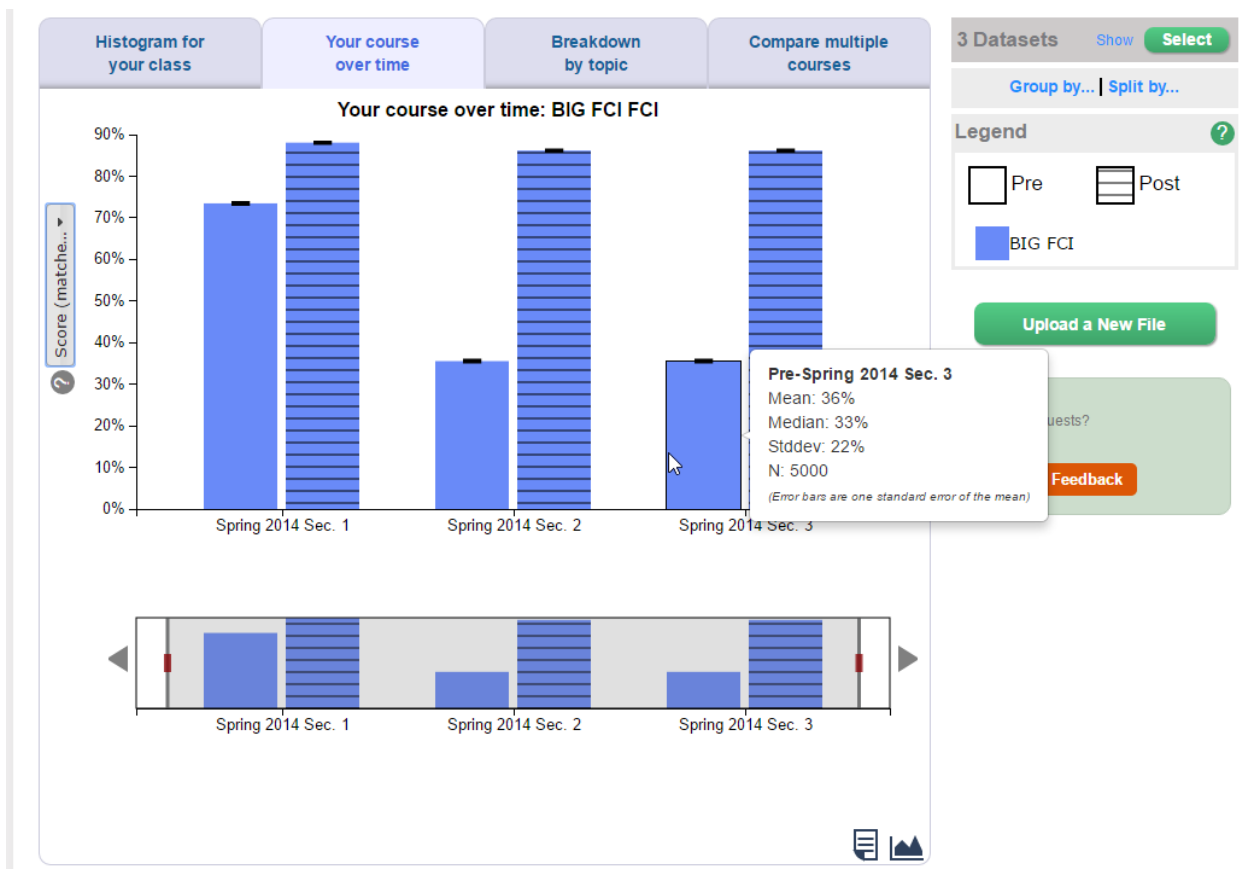 Histogram for
your class
Your course
over time
Breakdown
by topic
Compare multiple
courses
3 Datasets Show Select
Group by... Split by...
Legend ?
Pre Post
BIG FCI
Upload a New File
uests?
Feedback
Your course over time: BIG FCI FCI
Score (matche...
?
90%
80%
70%
60%
50%
40%
30%
20%
10%
0%
Spring 2014 Sec. 1 Spring 2014 Sec. 2 Spring 2014 Sec. 3
Pre-Spring 2014 Sec. 3
Mean: 36%
Median: 33%
Stddev: 22%
N: 5000
(Error bars are one standard error of the mean)
Spring 2014 Sec. 1 Spring 2014 Sec. 2 Spring 2014 Sec. 3